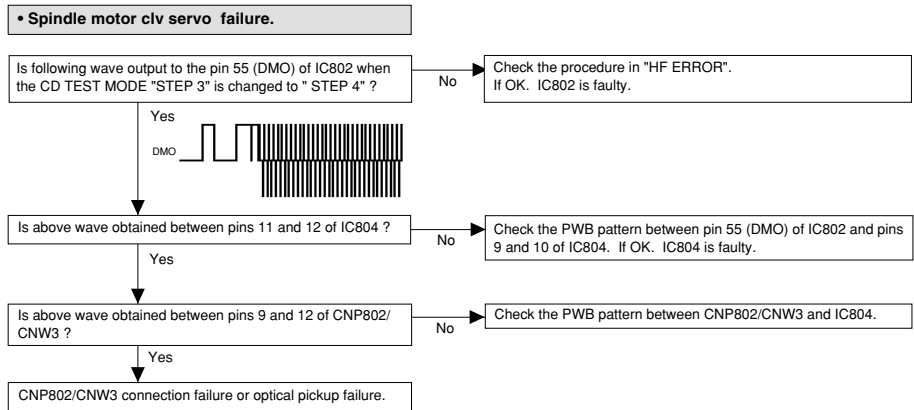 • Spindle motor clv servo failure.
Is following wave output to the pin 55 (DMO) of IC802 when
the CD TEST MODE "STEP 3" is changed to " STEP 4" ?
No
Check the procedure in "HF ERROR".
If OK. IC802 is faulty.
Yes
DMO
Is above wave obtained between pins 11 and 12 of IC804 ?
No
Check the PWB pattern between pin 55 (DMO) of IC802 and pins
9 and 10 of IC804. If OK. IC804 is faulty.
Yes
Is above wave obtained between pins 9 and 12 of CNP802/
CNW3 ?
No
Check the PWB pattern between CNP802/CNW3 and IC804.
Yes
CNP802/CNW3 connection failure or optical pickup failure.